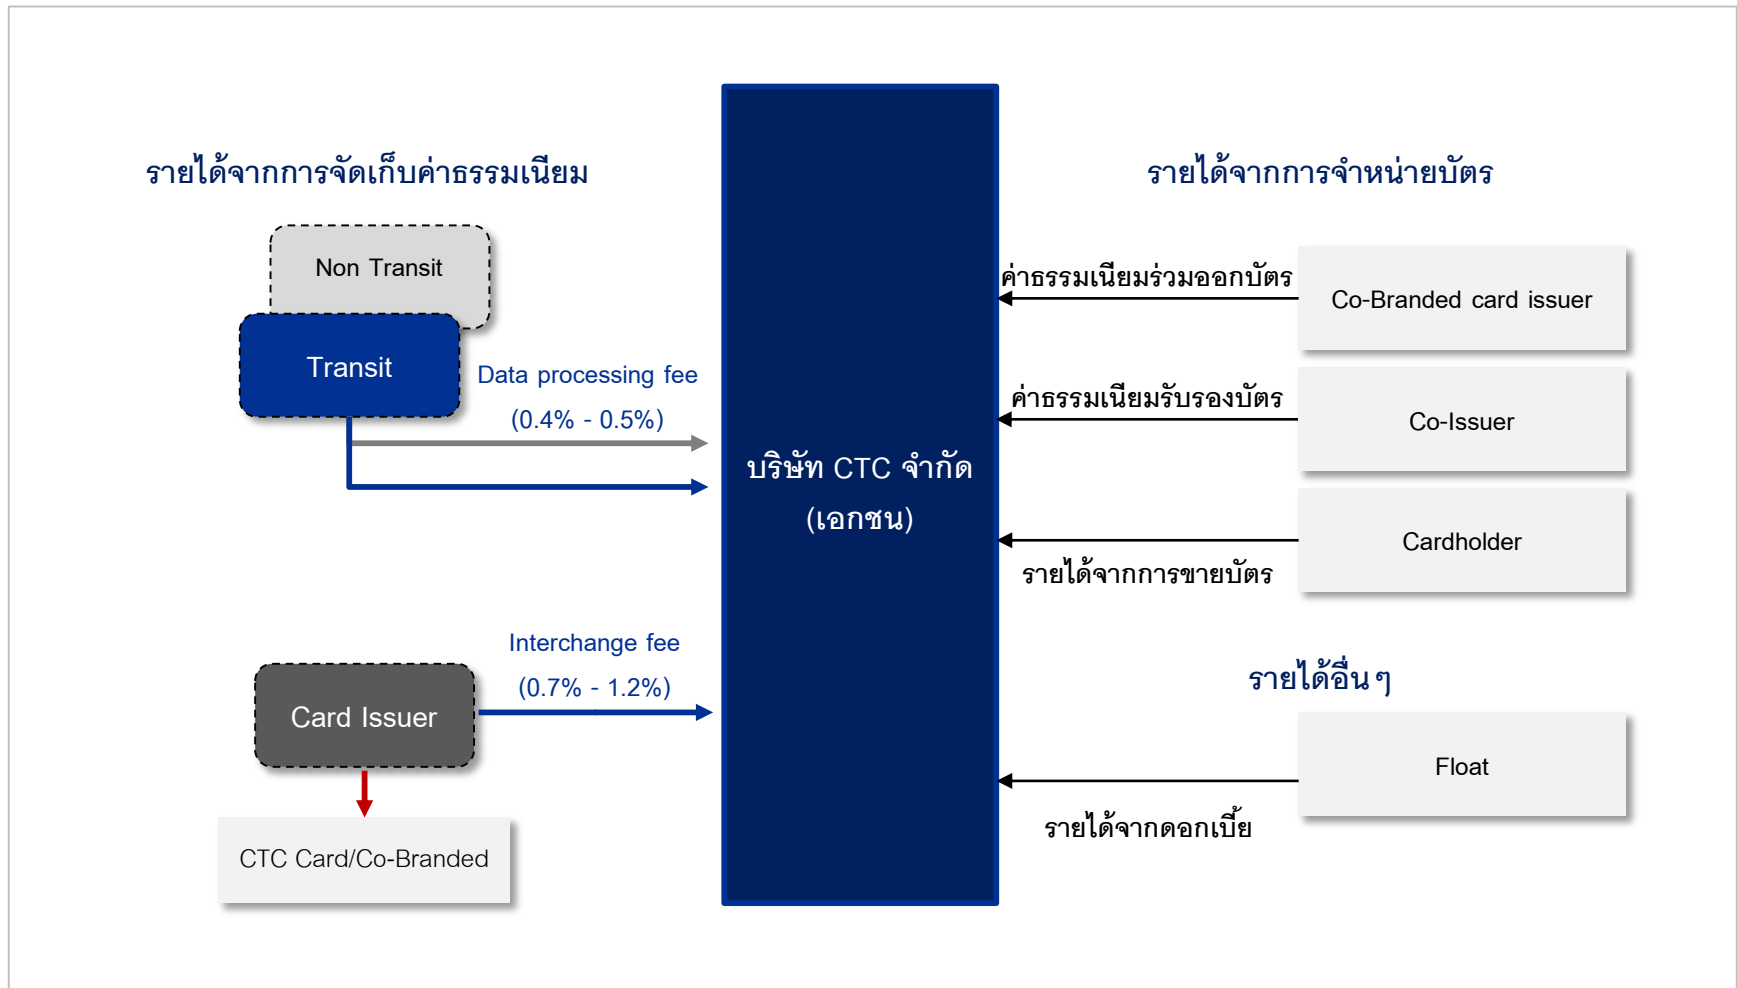 รายได้จากการจัดเก็บค่าธรรมเนียม
Non Transit
Transit
Data processing fee
(0.4% - 0.5%)
Interchange fee
(0.7% - 1.2%)
Card Issuer
CTC Card/Co-Branded
บริษัท CTC จำกัด
(เอกชน)
รายได้จากการจำหน่ายบัตร
ค่าธรรมเนียมร่วมออกบัตร
Co-Branded card issuer
ค่าธรรมเนียมรับรองบัตร
Co-Issuer
Cardholder
รายได้จากการขายบัตร
รายได้อื่นๆ
Float
รายได้จากดอกเบี้ย